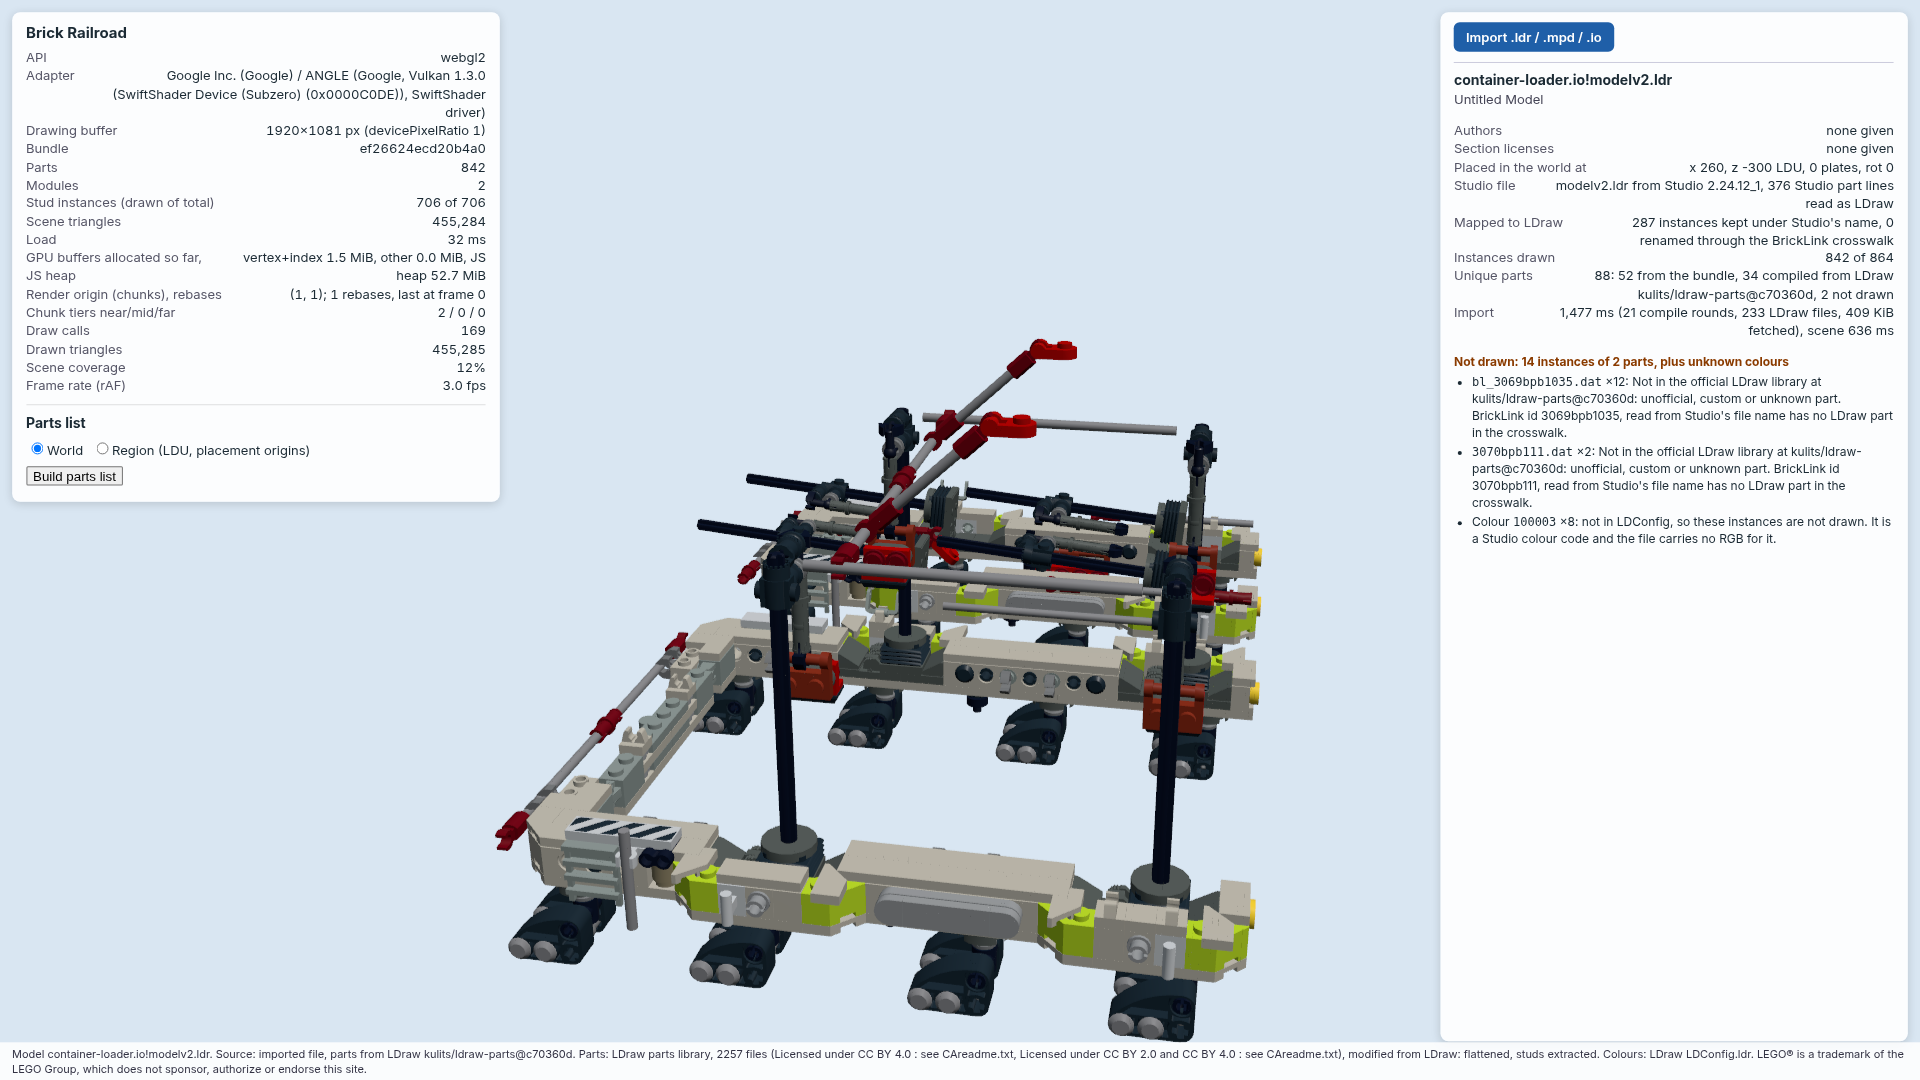 Brick Railroad
API webgl2
Adapter Google Inc. (Google) / ANGLE (Google, Vulkan 1.3.0
(SwiftShader Device (Subzero) (0x0000C0DE)), SwiftShader
driver)
Drawing buffer 1920×1081 px (devicePixelRatio 1)
Bundle ef26624ecd20b4a0
Parts 842
Modules 2
Stud instances (drawn of total) 706 of 706
Scene triangles 455,284
Load 32 ms
GPU buffers allocated so far, vertex+index 1.5 MiB, other 0.0 MiB, JS
JS heap heap 52.7 MiB
Render origin (chunks), rebases (1, 1); 1 rebases, last at frame 0
Chunk tiers near/mid/far 2 / 0 / 0
Draw calls 169
Drawn triangles 455,285
Scene coverage 12%
Frame rate (rAF) 3.0 fps
Parts list
World Region (LDU, placement origins)
Build parts list
Import .ldr / .mpd / .io
container-loader.io!modelv2.ldr
Untitled Model
Authors none given
Section licenses none given
Placed in the world at x 260, z -300 LDU, 0 plates, rot 0
Studio file modelv2.ldr from Studio 2.24.12_1, 376 Studio part lines
read as LDraw
Mapped to LDraw 287 instances kept under Studio's name, 0
renamed through the BrickLink crosswalk
Instances drawn 842 of 864
Unique parts 88: 52 from the bundle, 34 compiled from LDraw
kulits/ldraw-parts@c70360d, 2 not drawn
Import 1,477 ms (21 compile rounds, 233 LDraw files, 409 KiB
fetched), scene 636 ms
Not drawn: 14 instances of 2 parts, plus unknown colours
• bl_3069bpb1035.dat ×12: Not in the official LDraw library at
kulits/ldraw-parts@c70360d: unofficial, custom or unknown part.
BrickLink id 3069bpb1035, read from Studio's file name has no LDraw part
in the crosswalk.
• 3070bpb111.dat ×2: Not in the official LDraw library at kulits/ldraw-
parts@c70360d: unofficial, custom or unknown part. BrickLink id
3070bpb111, read from Studio's file name has no LDraw part in the
crosswalk.
• Colour 100003 ×8: not in LDConfig, so these instances are not drawn. It is
a Studio colour code and the file carries no RGB for it.
Model container-loader.io!modelv2.ldr. Source: imported file, parts from LDraw kulits/ldraw-parts@c70360d. Parts: LDraw parts library, 2257 files (Licensed under CC BY 4.0 : see CAreadme.txt, Licensed under CC BY 2.0 and CC BY 4.0 : see CAreadme.txt), modified from LDraw: flattened, studs extracted. Colours: LDraw LDConfig.ldr. LEGO® is a trademark of the
LEGO Group, which does not sponsor, authorize or endorse this site.